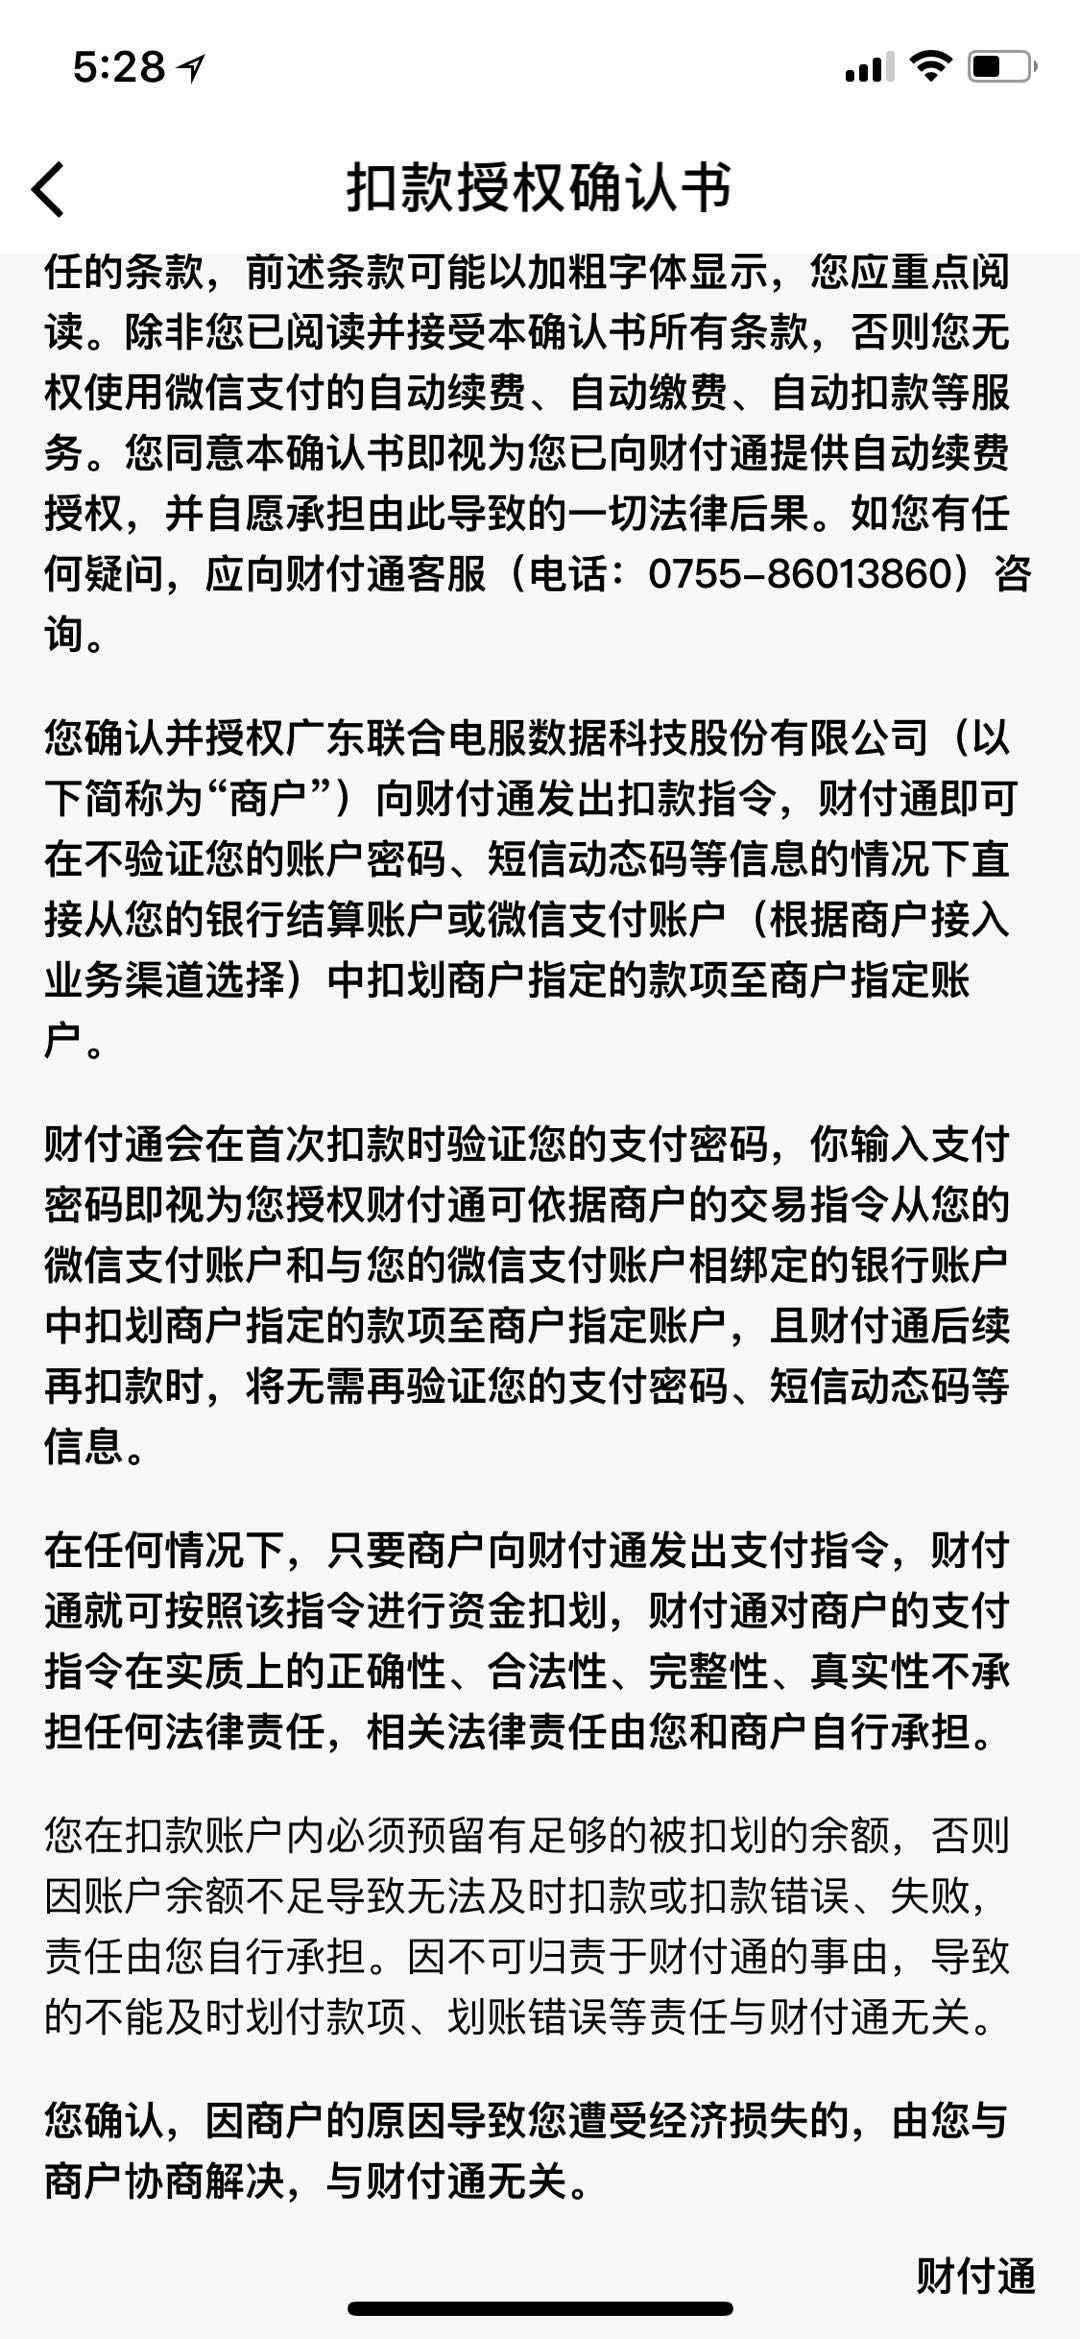 5:28
扣款授权确认书
任的条款，前述条款可能以加粗字体显示，您应重点阅
读。除非您已阅读并接受本确认书所有条款，否则您无
权使用微信支付的自动续费、自动缴费、自动扣款等服
务。您同意本确认书即视为您已向财付通提供自动续费
授权，并自愿承担由此导致的一切法律后果。如您有任
何疑问，应向财付通客服（电话：0755-86013860）咨
询。
您确认并授权广东联合电服数据科技股份有限公司（以
下简称为“商户”）向财付通发出扣款指令，财付通即可
在不验证您的账户密码、短信动态码等信息的情况下直
接从您的银行结算账户或微信支付账户（根据商户接入
业务渠道选择）中扣划商户指定的款项至商户指定账
户。
财付通会在首次扣款时验证您的支付密码，你输入支付
密码即视为您授权财付通可依据商户的交易指令从您的
微信支付账户和与您的微信支付账户相绑定的银行账户
中扣划商户指定的款项至商户指定账户，且财付通后续
再扣款时，将无需再验证您的支付密码、短信动态码等
信息。
在任何情况下，只要商户向财付通发出支付指令，财付
通就可按照该指令进行资金扣划，财付通对商户的支付
指令在实质上的正确性、合法性、完整性、真实性不承
担任何法律责任，相关法律责任由您和商户自行承担。
您在扣款账户内必须预留有足够的被扣划的余额，否则
因账户余额不足导致无法及时扣款或扣款错误、失败，
责任由您自行承担。因不可归责于财付通的事由，导致
的不能及时划付款项、划账错误等责任与财付通无关。
您确认，因商户的原因导致您遭受经济损失的，由您与
商户协商解决，与财付通无关。
财付通